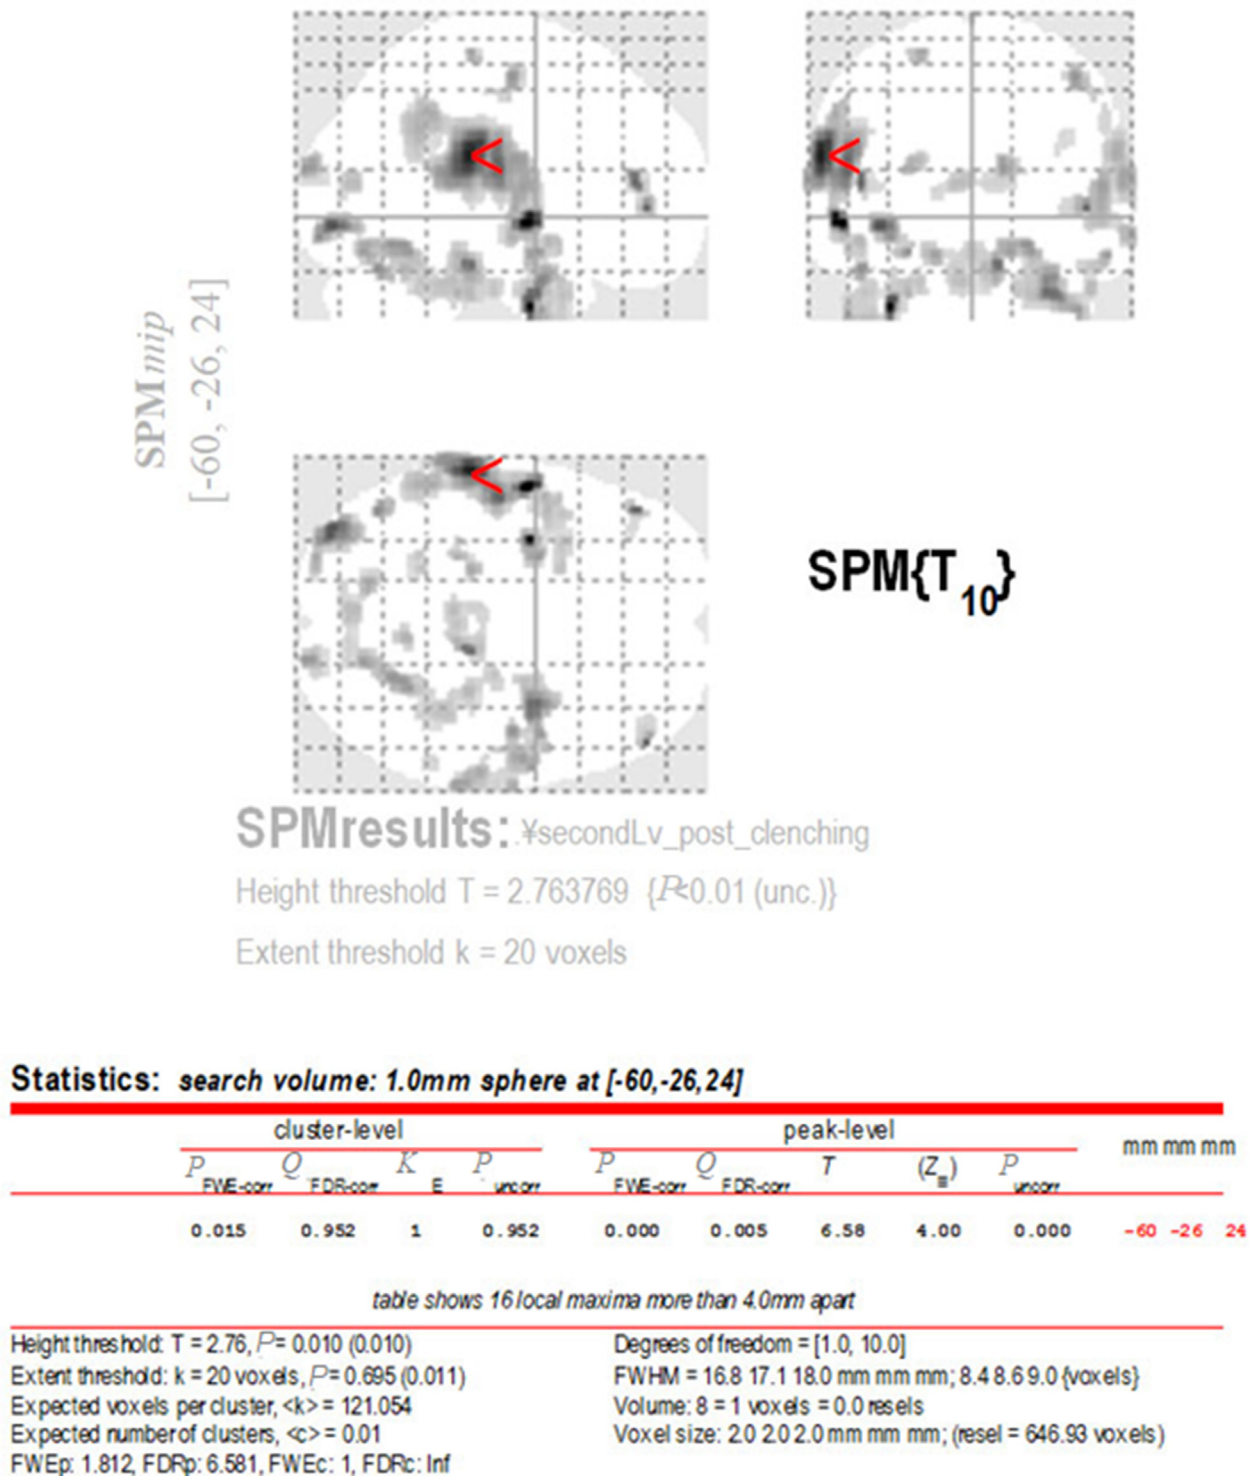 SPMmip
[-60, -26, 24]
SPM{T10}
SPMresults: .¥secondLv_post_clenching
Height threshold T = 2.763769 {P<0.01 (unc.)}
Extent threshold k = 20 voxels
Statistics: search volume: 1.0mm sphere at [-60,-26,24]
cluster-level peak-level mm mm mm
P FWE-corr Q FDR-corr K E P uncorr P FWE-corr Q FDR-corr T (Z≡) P uncorr
0.015 0.952 1 0.952 0.000 0.005 6.58 4.00 0.000 -60 -26 24
table shows 16 local maxima more than 4.0mm apart
Height threshold: T = 2.76, P = 0.010 (0.010)
Extent threshold: k = 20 voxels, P = 0.695 (0.011)
Expected voxels per cluster, <k> = 121.054
Expected number of clusters, <c> = 0.01
FWEp: 1.812, FDRp: 6.581, FWEc: 1, FDRc: Inf
Degrees of freedom = [1.0, 10.0]
FWHM = 16.8 17.1 18.0 mm mm mm; 8.4 8.6 9.0 {voxels}
Volume: 8 = 1 voxels = 0.0 resels
Voxel size: 2.0 2.0 2.0 mm mm mm; (resel = 646.93 voxels)